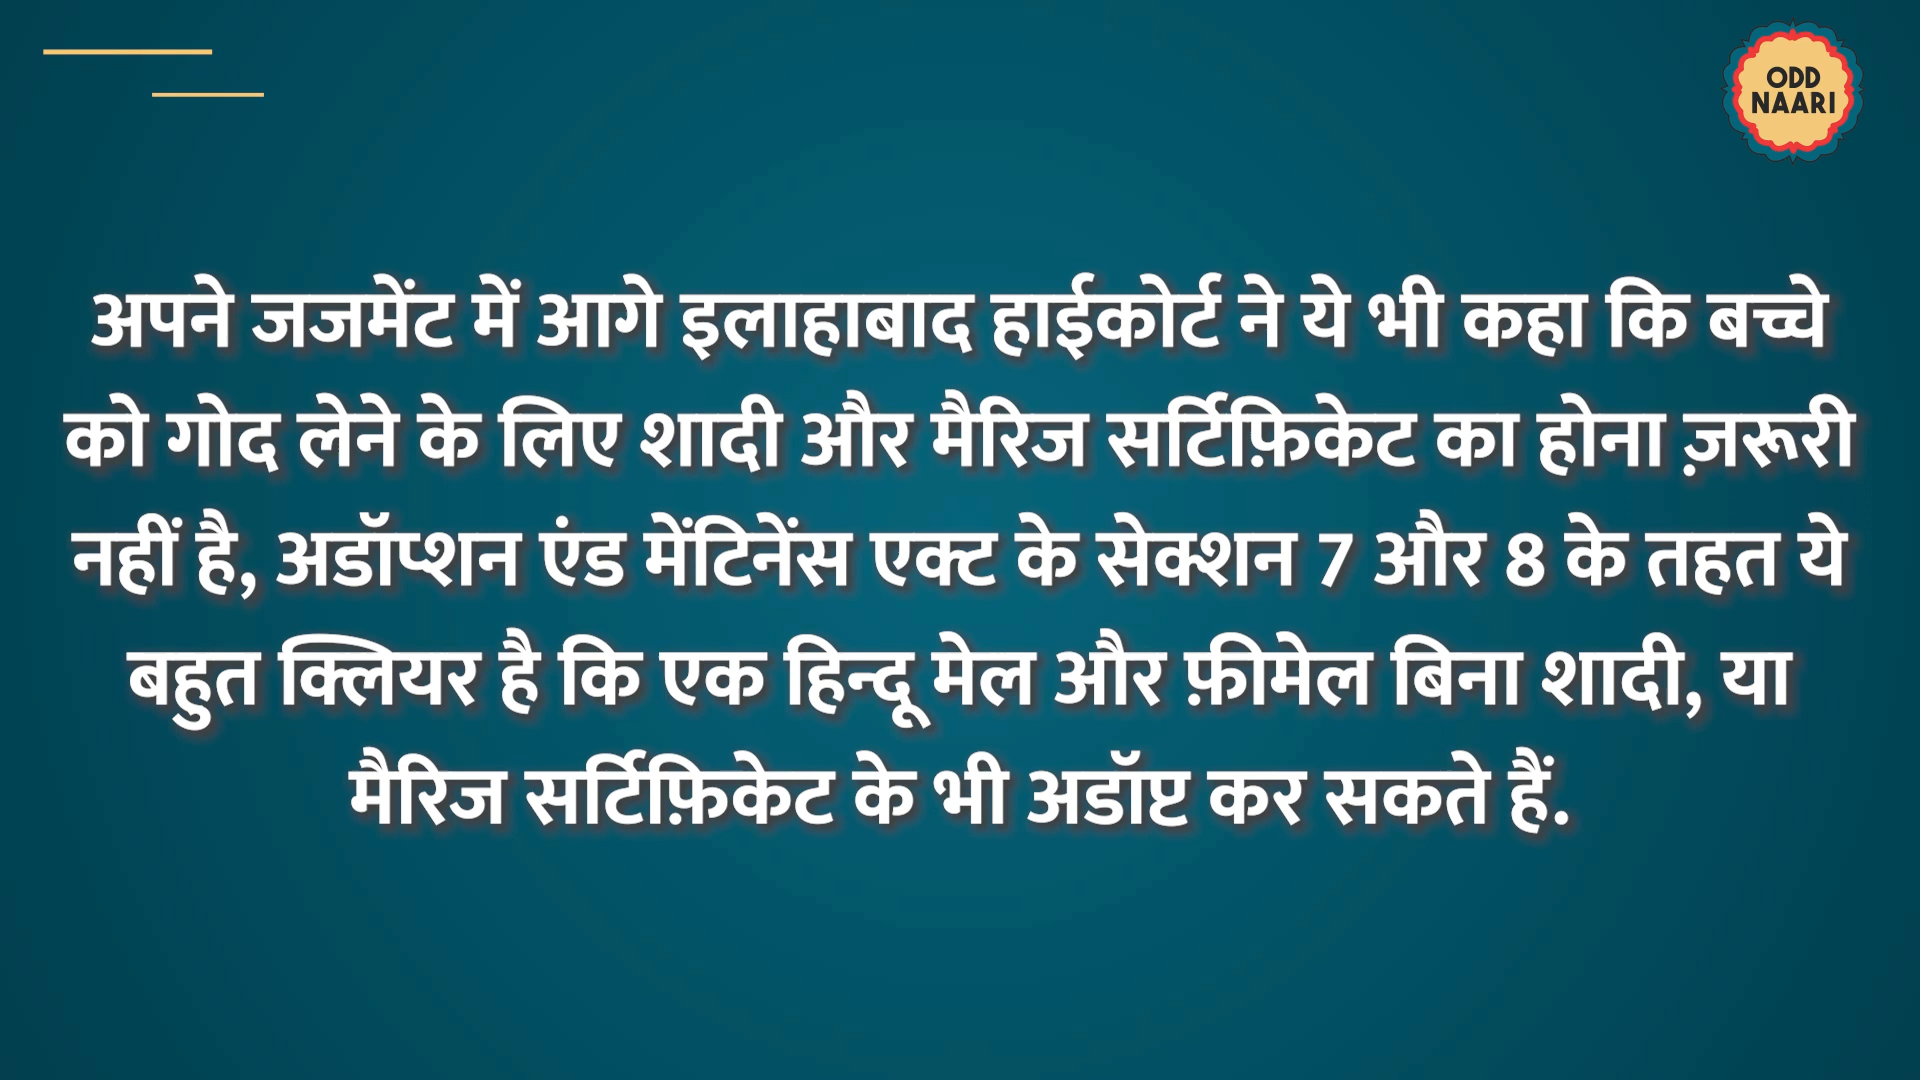 ODD
NAARI
अपने जजमेंट में आगे इलाहाबाद हाईकोर्ट ने ये भी कहा कि बच्चे
को गोद लेने के लिए शादी और मैरिज सर्टिफ़िकेट का होना ज़रूरी
नहीं है, अडॉप्शन एंड मेंटिनेंस एक्ट के सेक्शन 7 और 8 के तहत ये
बहुत क्लियर है कि एक हिन्दू मेल और फ़ीमेल बिना शादी, या
मैरिज सर्टिफ़िकेट के भी अडॉप्ट कर सकते हैं.